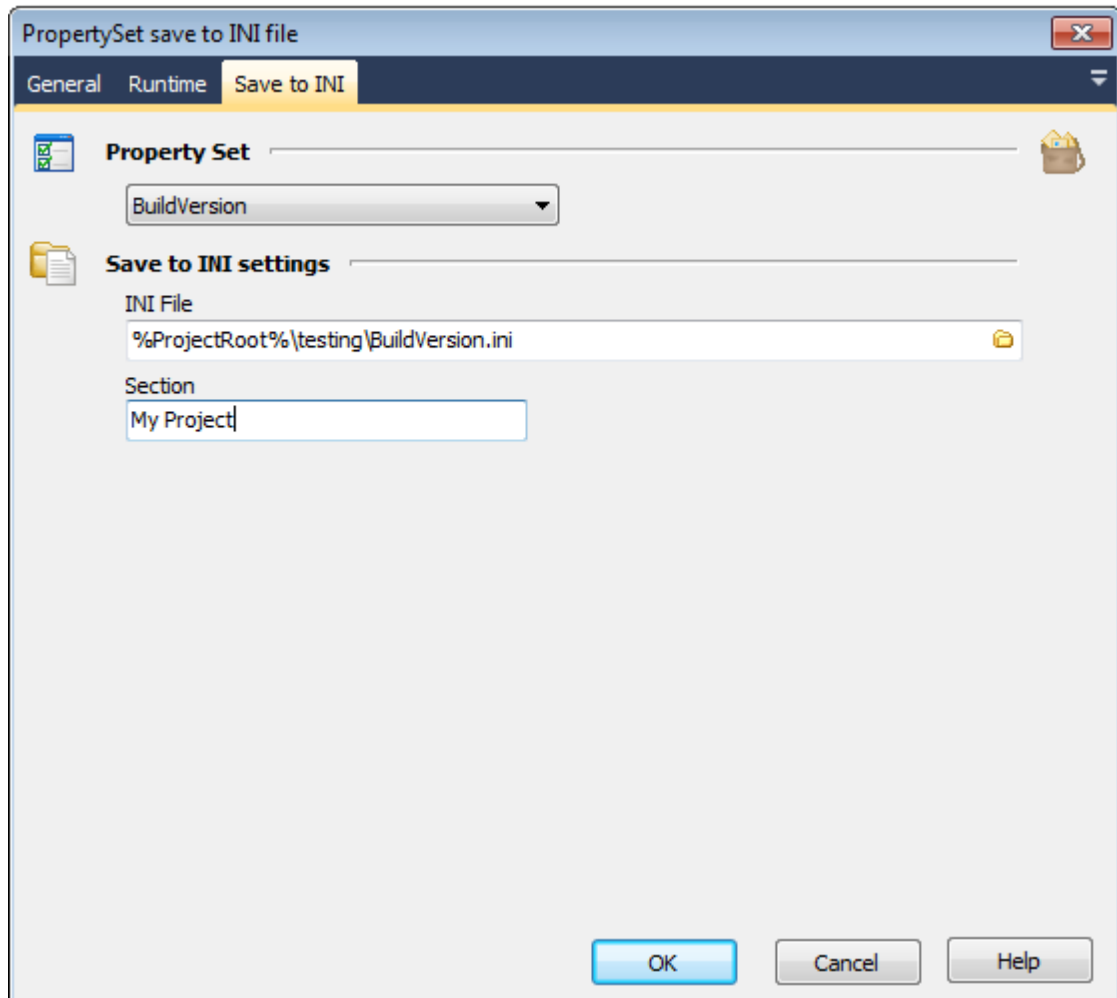 PropertySet save to INI file
General Runtime Save to INI
Property Set
BuildVersion
Save to INI settings
INI File
%ProjectRoot%\testing\BuildVersion.ini
Section
My Project
OK Cancel Help